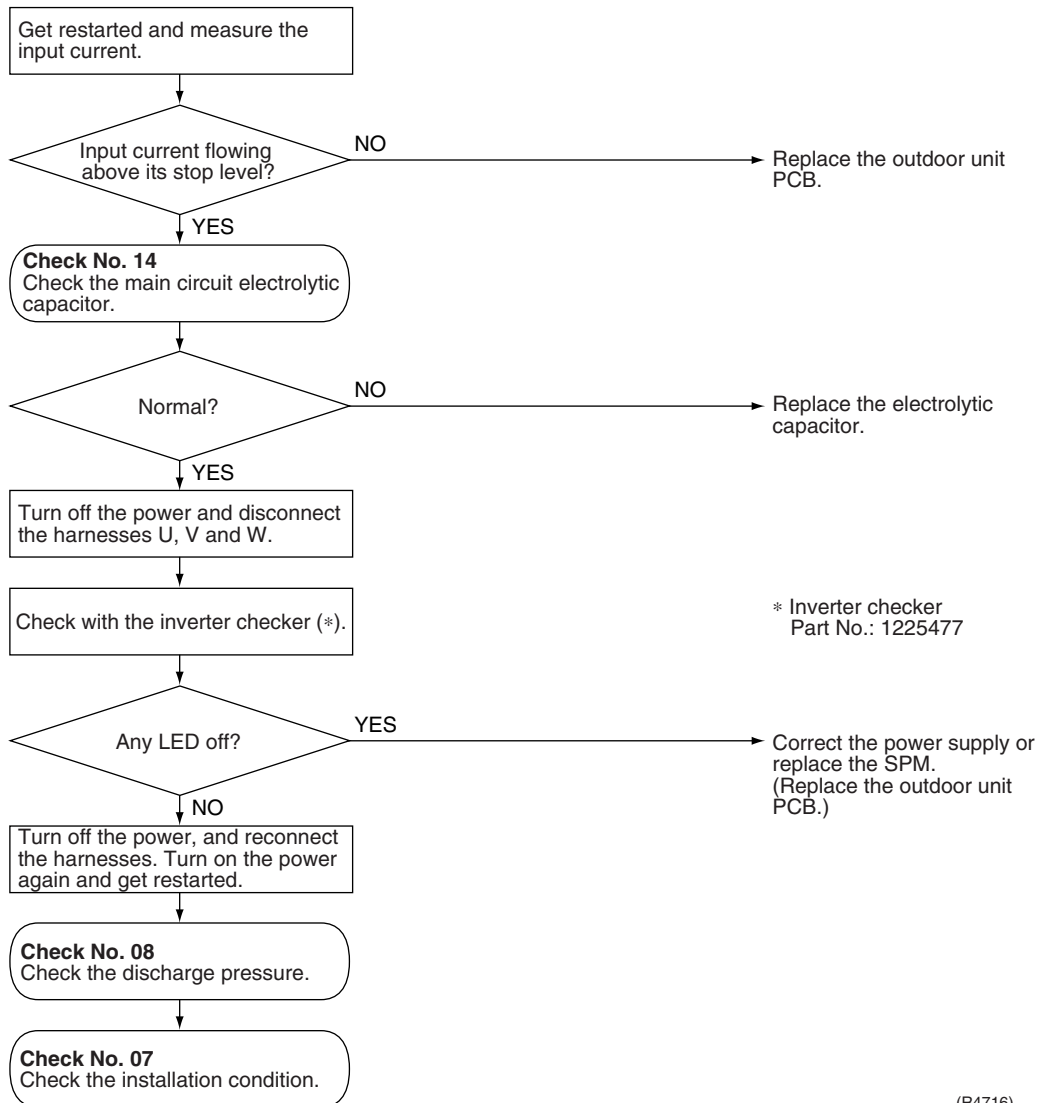 Get restarted and measure the
input current.
Input current flowing
above its stop level?
NO
Replace the outdoor unit
PCB.
YES
Check No. 14
Check the main circuit electrolytic
capacitor.
Normal?
NO
Replace the electrolytic
capacitor.
YES
Turn off the power and disconnect
the harnesses U, V and W.
Check with the inverter checker (*).
* Inverter checker
Part No.: 1225477
Any LED off?
YES
Correct the power supply or
replace the SPM.
(Replace the outdoor unit
PCB.)
NO
Turn off the power, and reconnect
the harnesses. Turn on the power
again and get restarted.
Check No. 08
Check the discharge pressure.
Check No. 07
Check the installation condition.
(R4716)